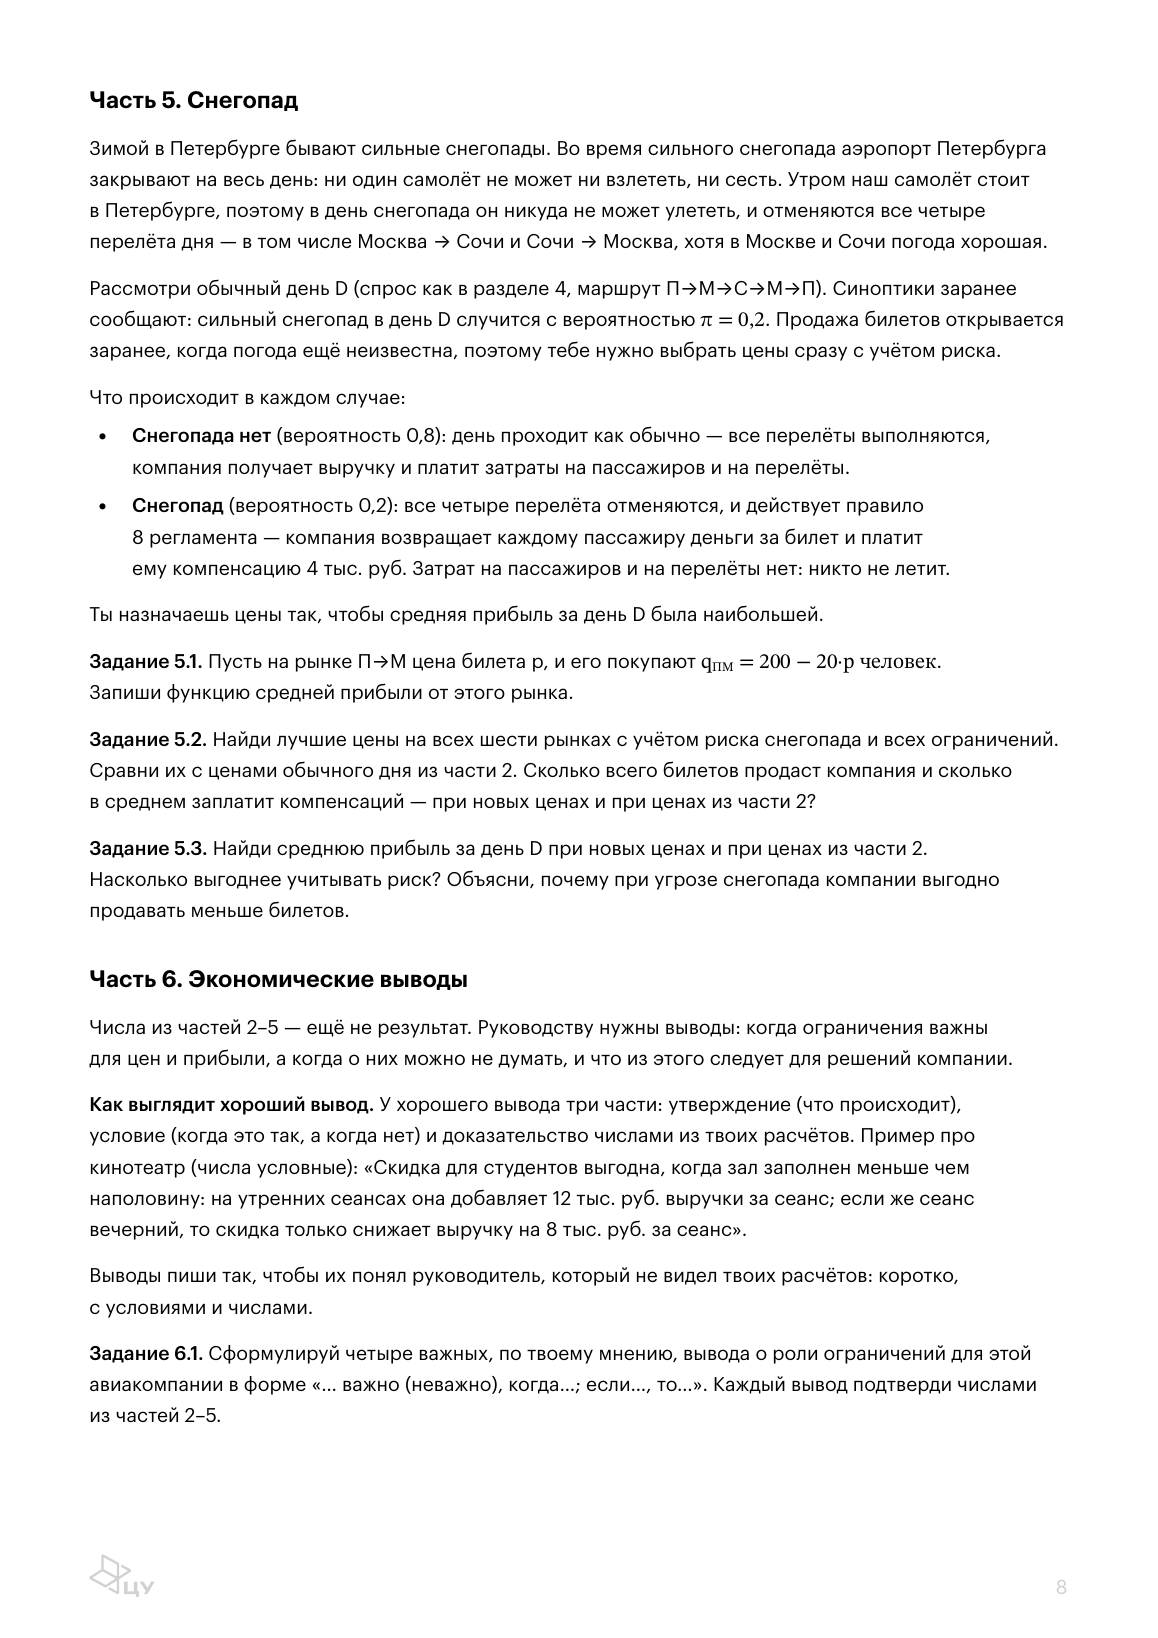 Часть 5. Снегопад
Зимой в Петербурге бывают сильные снегопады. Во время сильного снегопада аэропорт Петербурга
закрывают на весь день: ни один самолёт не может ни взлететь, ни сесть. Утром наш самолёт стоит
в Петербурге, поэтому в день снегопада он никуда не может улететь, и отменяются все четыре
перелёта дня — в том числе Москва → Сочи и Сочи → Москва, хотя в Москве и Сочи погода хорошая.
Рассмотри обычный день D (спрос как в разделе 4, маршрут П→М→С→М→П). Синоптики заранее
сообщают: сильный снегопад в день D случится с вероятностью π = 0,2. Продажа билетов открывается
заранее, когда погода ещё неизвестна, поэтому тебе нужно выбрать цены сразу с учётом риска.
Что происходит в каждом случае:
• Снегопада нет (вероятность 0,8): день проходит как обычно — все перелёты выполняются,
компания получает выручку и платит затраты на пассажиров и на перелёты.
• Снегопад (вероятность 0,2): все четыре перелёта отменяются, и действует правило
8 регламента — компания возвращает каждому пассажиру деньги за билет и платит
ему компенсацию 4 тыс. руб. Затрат на пассажиров и на перелёты нет: никто не летит.
Ты назначаешь цены так, чтобы средняя прибыль за день D была наибольшей.
Задание 5.1. Пусть на рынке П→М цена билета p, и его покупают qпм = 200 − 20·p человек.
Запиши функцию средней прибыли от этого рынка.
Задание 5.2. Найди лучшие цены на всех шести рынках с учётом риска снегопада и всех ограничений.
Сравни их с ценами обычного дня из части 2. Сколько всего билетов продаст компания и сколько
в среднем заплатит компенсаций — при новых ценах и при ценах из части 2?
Задание 5.3. Найди среднюю прибыль за день D при новых ценах и при ценах из части 2.
Насколько выгоднее учитывать риск? Объясни, почему при угрозе снегопада компании выгодно
продавать меньше билетов.
Часть 6. Экономические выводы
Числа из частей 2–5 — ещё не результат. Руководству нужны выводы: когда ограничения важны
для цен и прибыли, а когда о них можно не думать, и что из этого следует для решений компании.
Как выглядит хороший вывод. У хорошего вывода три части: утверждение (что происходит),
условие (когда это так, а когда нет) и доказательство числами из твоих расчётов. Пример про
кинотеатр (числа условные): «Скидка для студентов выгодна, когда зал заполнен меньше чем
наполовину: на утренних сеансах она добавляет 12 тыс. руб. выручки за сеанс; если же сеанс
вечерний, то скидка только снижает выручку на 8 тыс. руб. за сеанс».
Выводы пиши так, чтобы их понял руководитель, который не видел твоих расчётов: коротко,
с условиями и числами.
Задание 6.1. Сформулируй четыре важных, по твоему мнению, вывода о роли ограничений для этой
авиакомпании в форме «... важно (неважно), когда...; если..., то...». Каждый вывод подтверди числами
из частей 2–5.
ЦУ
8